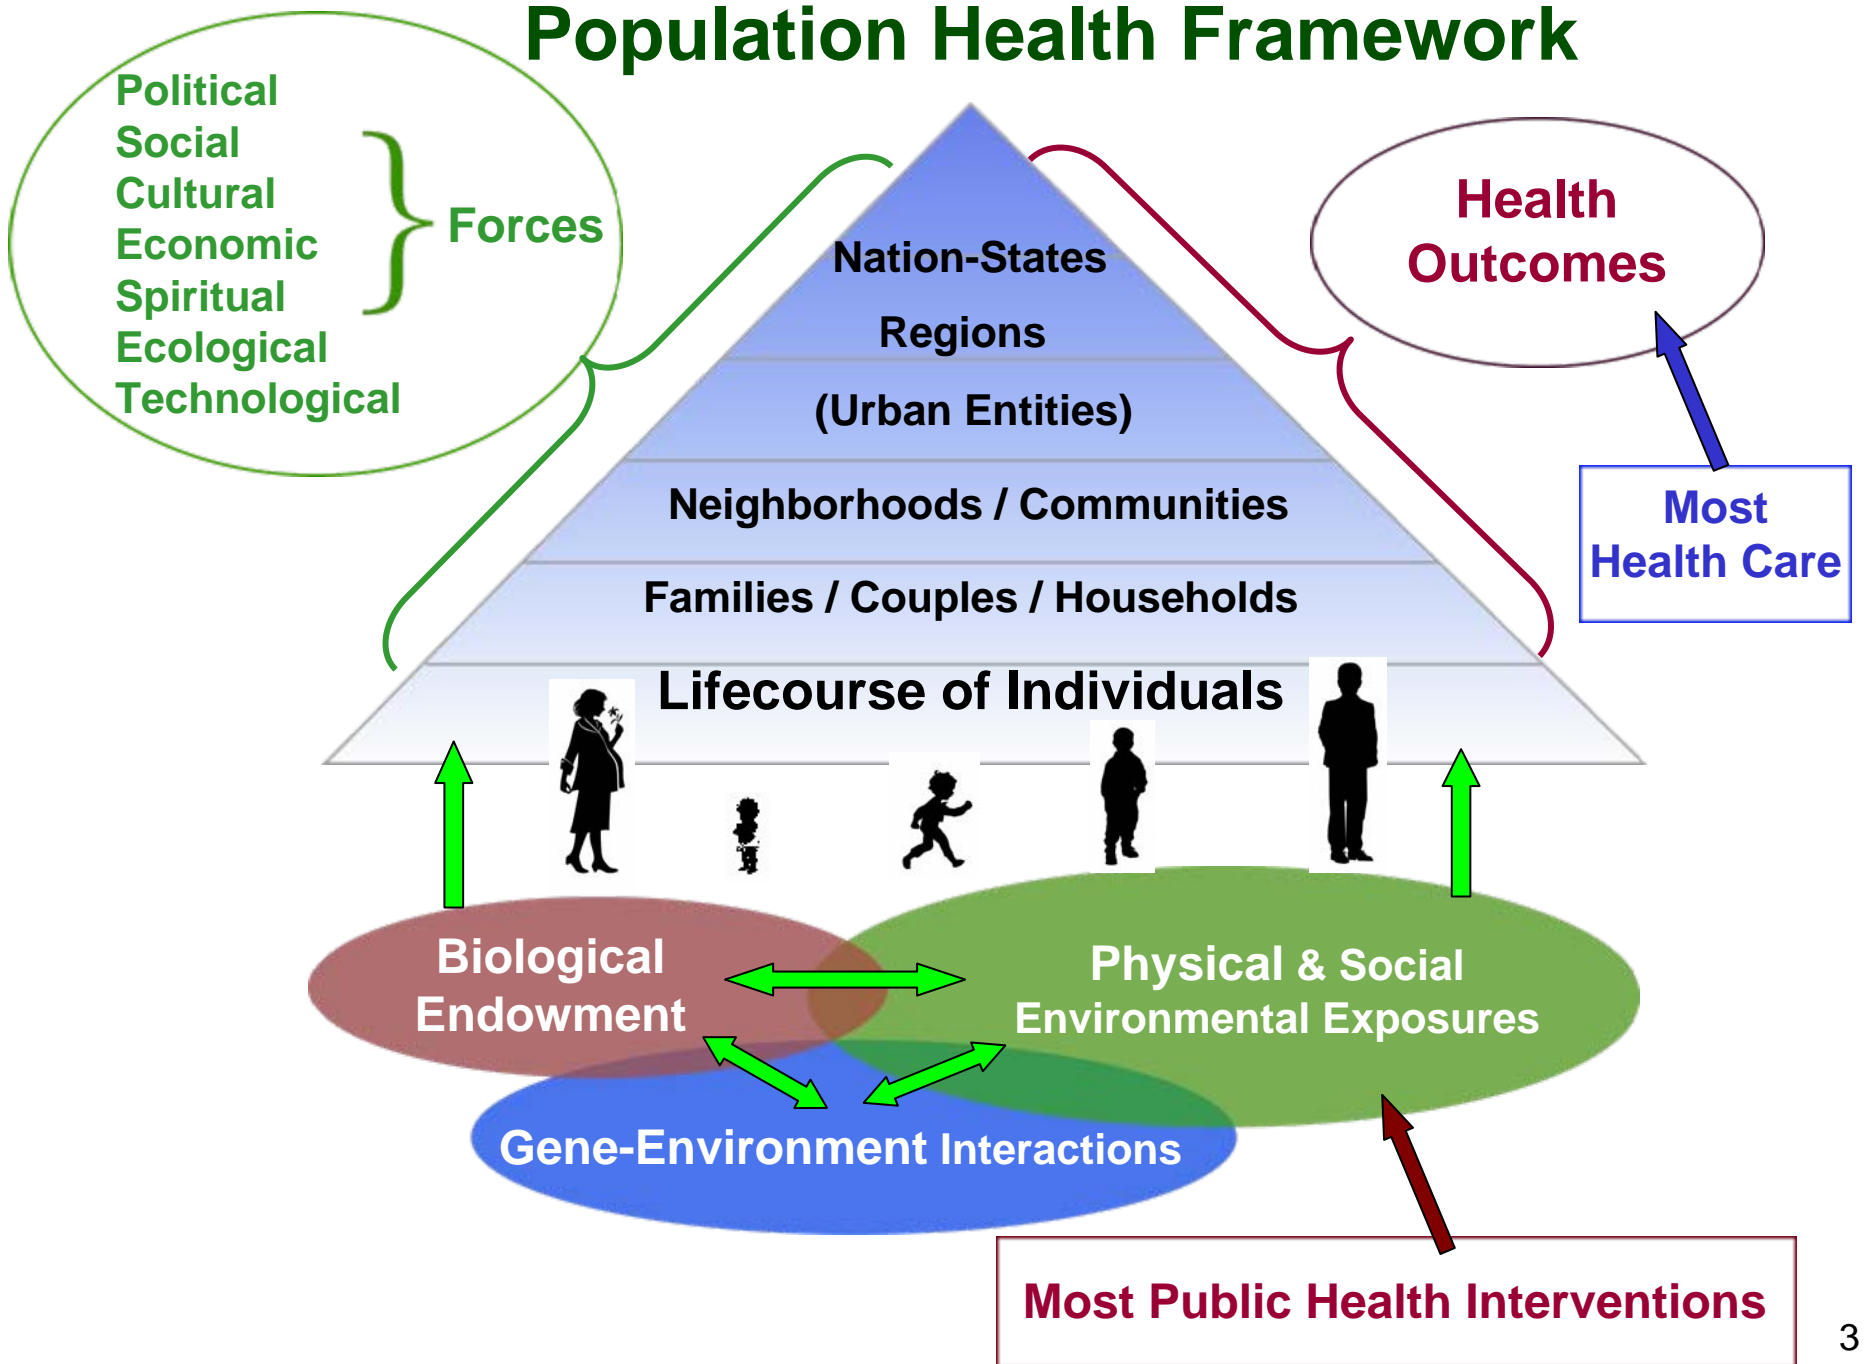 Population Health Framework
Political
Social
Cultural
Economic
Spiritual
Ecological
Technological
Forces
Health
Outcomes
Nation-States
Regions
(Urban Entities)
Neighborhoods / Communities
Families / Couples / Households
Lifecourse of Individuals
Most
Health Care
Biological
Endowment
Physical & Social
Environmental Exposures
Gene-Environment Interactions
Most Public Health Interventions
3